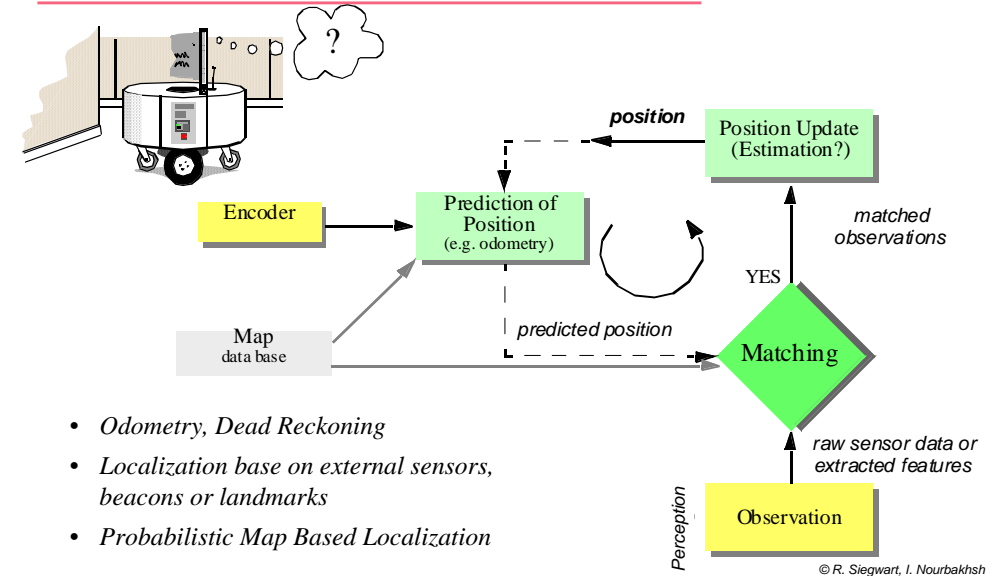 ?
position
Position Update
(Estimation?)
Encoder
Prediction of
Position
(e.g. odometry)
matched
observations
YES
predicted position
Map
data base
Matching
• Odometry, Dead Reckoning
• Localization base on external sensors,
beacons or landmarks
• Probabilistic Map Based Localization
raw sensor data or
extracted features
Perception
Observation
© R. Siegwart, I. Nourbakhsh